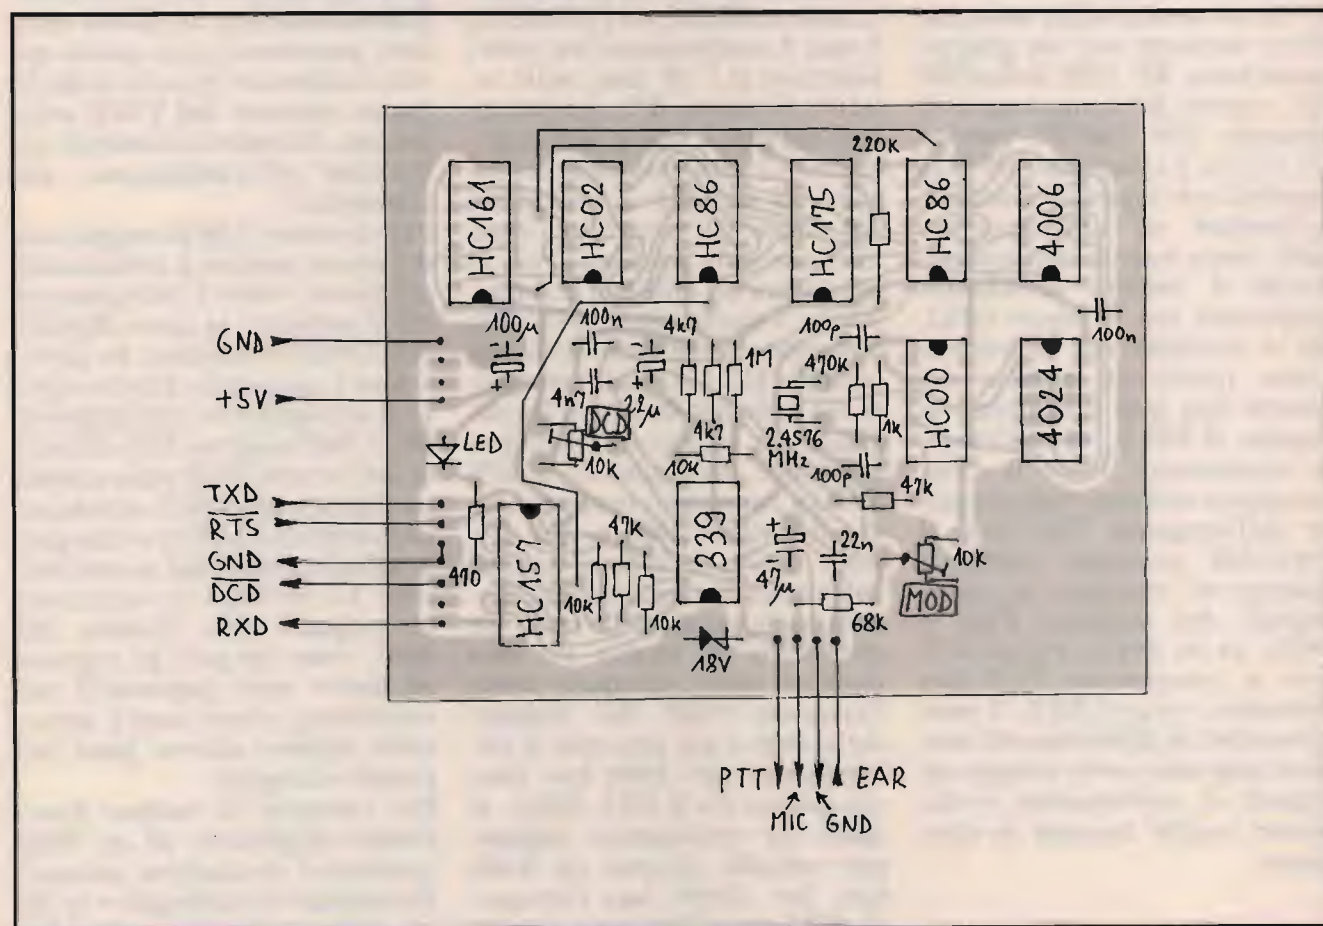 220k
HC161
HC02
HC86
HC175
HC86
4006
GND
100µ
100n
4k7
100p
100n
+5V
4n7
22µ
1M
470k
HC00
4024
DCD
4k7
2.4576
MHz
1k
LED
10k
10k
100p
TXD
47k
RTS
GND
470
HC157
47k
339
47µ
22n
10k
DCD
10k
10k
68k
MOD
RXD
18V
PTT
MIC
GND
EAR